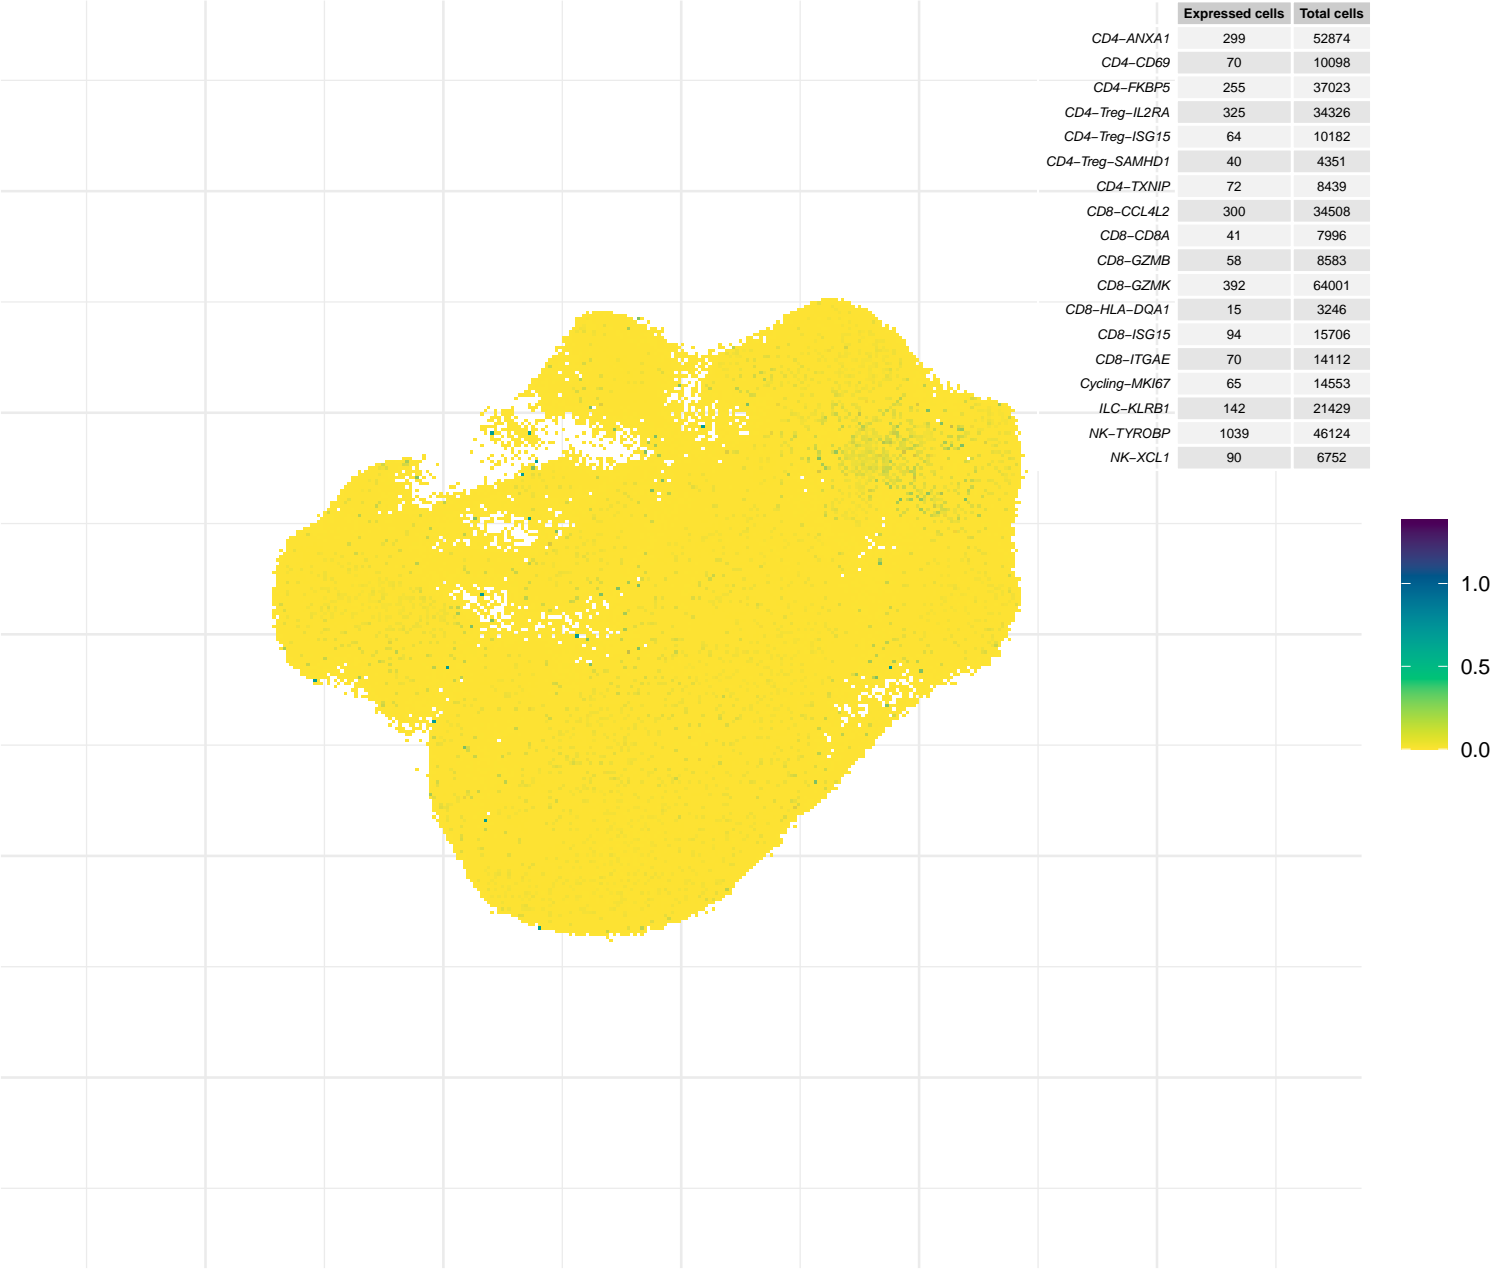 Expressed cells Total cells
CD4−ANXA1 299 52874
CD4−CD69 70 10098
CD4−FKBP5 255 37023
CD4−Treg−IL2RA 325 34326
CD4−Treg−ISG15 64 10182
CD4−Treg−SAMHD1 40 4351
CD4−TXNIP 72 8439
CD8−CCL4L2 300 34508
CD8−CD8A 41 7996
CD8−GZMB 58 8583
CD8−GZMK 392 64001
CD8−HLA−DQA1 15 3246
CD8−ISG15 94 15706
CD8−ITGAE 70 14112
Cycling−MKI67 65 14553
ILC−KLRB1 142 21429
NK−TYROBP 1039 46124
NK−XCL1 90 6752
1.0
0.5
0.0